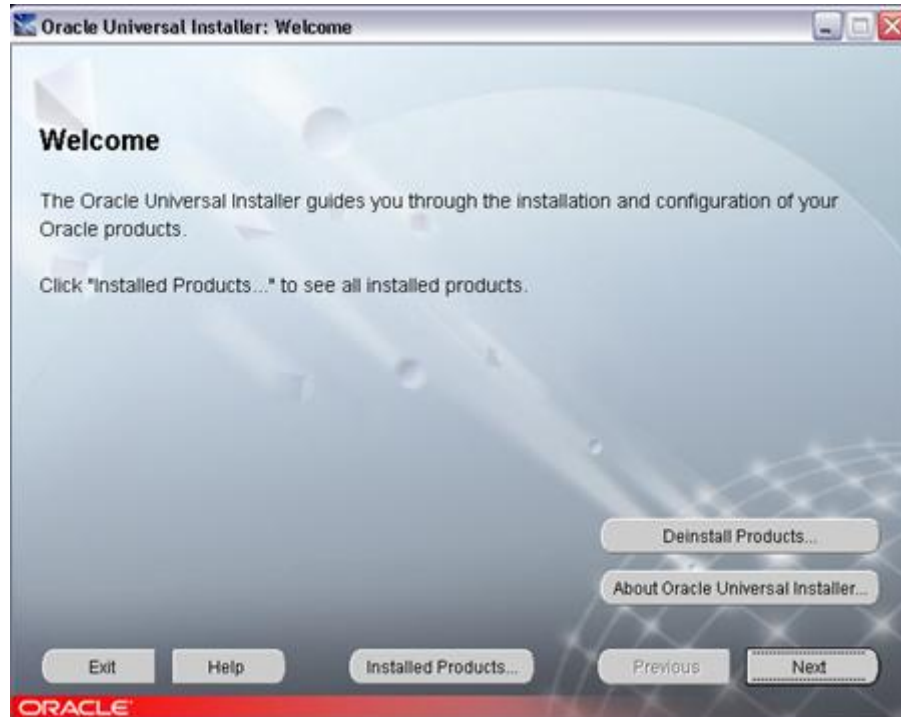 Oracle Universal Installer: Welcome
Welcome
The Oracle Universal Installer guides you through the installation and configuration of your
Oracle products.
Click "Installed Products..." to see all installed products.
Deinstall Products...
About Oracle Universal Installer...
Exit
Help
Installed Products...
Previous
Next
ORACLE